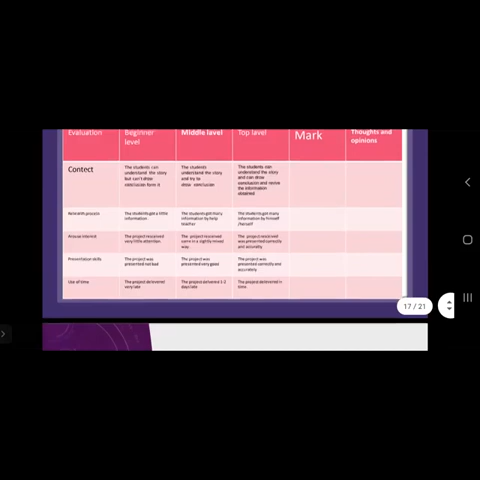 Evaluation
Beginner
level
Middle level
Top level
Mark
Thoughts and
opinions
Contect
The students can
understand the story
but can't draw
conclusion form it
The students
understand the story
and try to
draw conclusion
The students can
understand the story
and can draw
conclusion and revise
the information
obtained
Research process
The students got a little
information
The students get many
information by help
teacher
The students get many
information by himself
/herself
Arouse interest
The project received
very little attention.
The project received
came in a slightly mixed
way.
The project received
was presented correctly
and accuratly
Presentation skills
The project was
presented not bad
The project was
presented very good
The project was
presented correctly and
accurately
Use of time
The project delivered
very late
The project delivered 1-2
days late
The project delivered in
time.
17 / 21